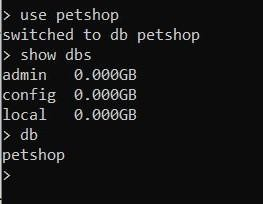 > use petshop
switched to db petshop
> show dbs
admin   0.000GB
config  0.000GB
local   0.000GB
> db
petshop
>